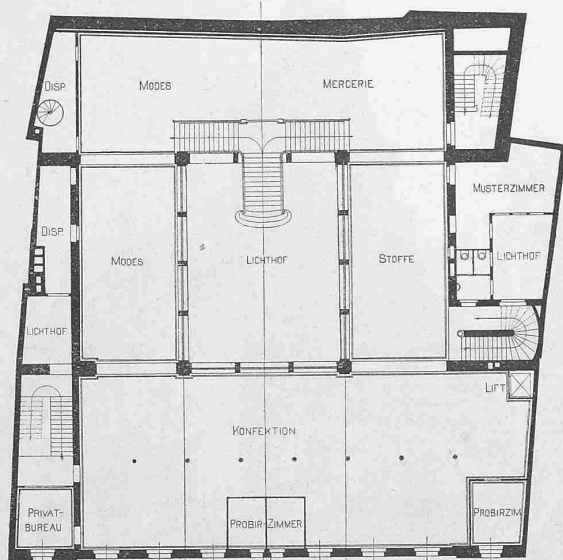 DISP.
MODES
MERCERIE
MUSTERZIMMER
DISP.
MODES
LICHTHOF
STOFFE
LICHTHOF
LICHTHOF
LIFT
KONFEKTION
PRIVAT-
BUREAU
PROBIR-ZIMMER
PROBIRZIM.